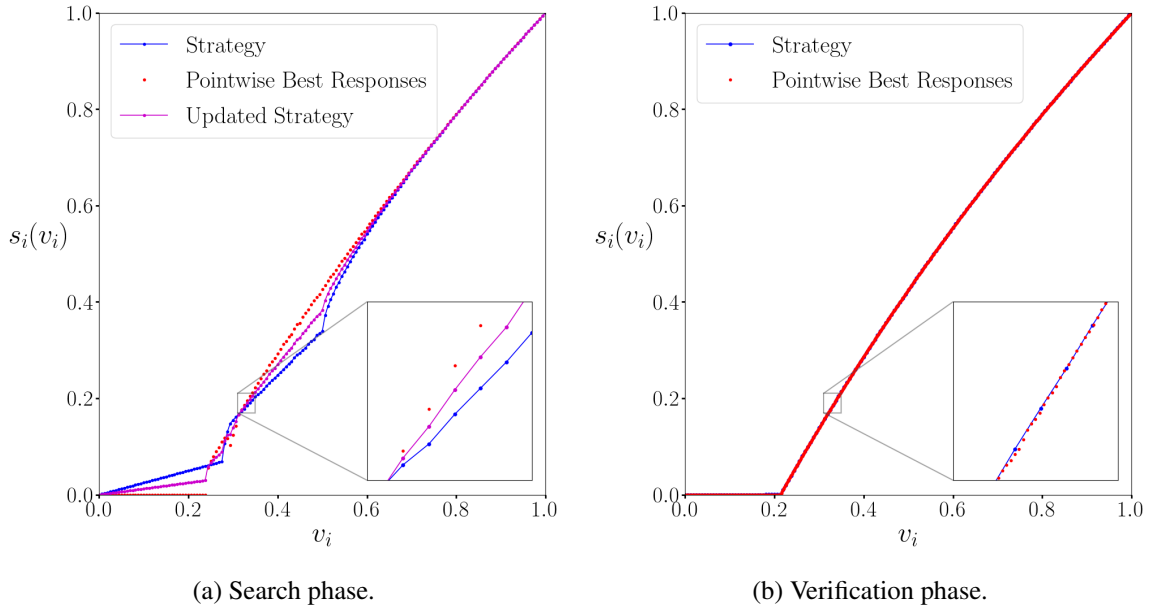 1.0
0.8
0.6
s_i(v_i)
0.4
0.2
0.0
0.0 0.2 0.4 0.6 0.8 1.0
v_i
Strategy
Pointwise Best Responses
Updated Strategy
(a) Search phase.
1.0
0.8
0.6
s_i(v_i)
0.4
0.2
0.0
0.0 0.2 0.4 0.6 0.8 1.0
v_i
Strategy
Pointwise Best Responses
(b) Verification phase.